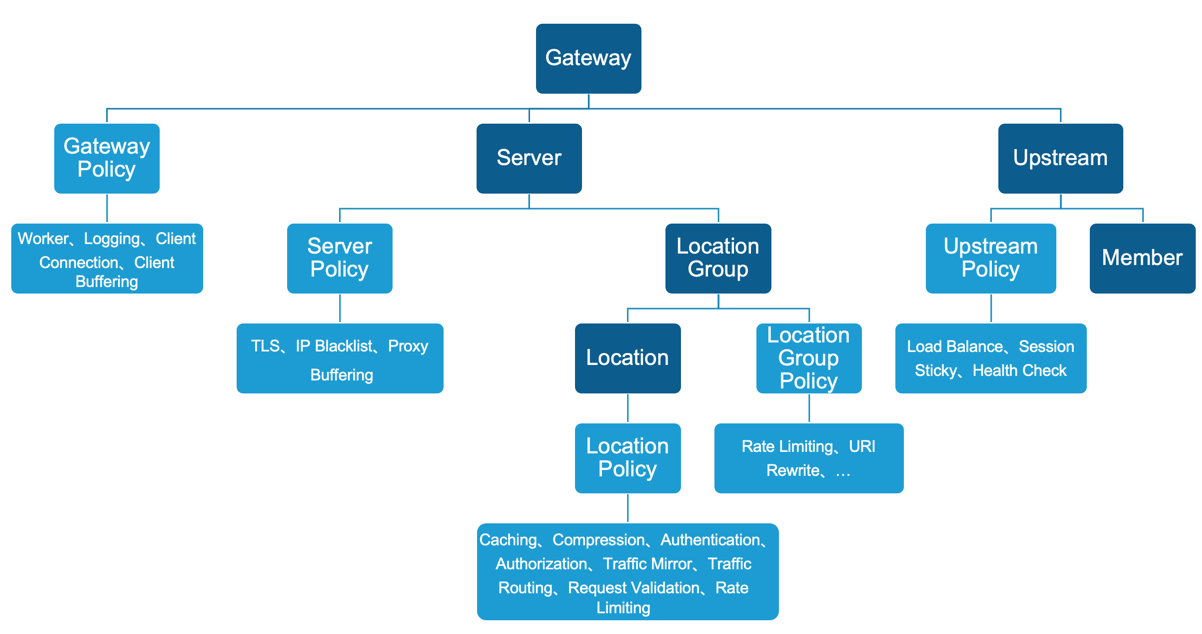 Gateway
Gateway
Policy
Server
Upstream
Worker、Logging、Client
Connection、Client
Buffering
Server
Policy
Location
Group
Upstream
Policy
Member
TLS、IP Blacklist、Proxy
Buffering
Location
Location
Group
Policy
Load Balance、Session
Sticky、Health Check
Location
Policy
Rate Limiting、URI
Rewrite、…
Caching、Compression、Authentication、
Authorization、Traffic Mirror、Traffic
Routing、Request Validation、Rate
Limiting